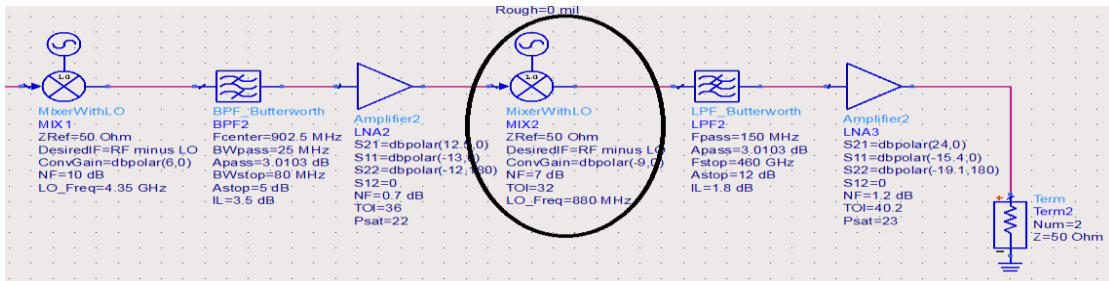 Rough=0 mil
LO
MixerWithLO
MIX1
ZRef=50 Ohm
DesiredIF=RF minus LO
ConvGain=dbpolar(6,0)
NF=10 dB
LO_Freq=4.35 GHz
BPF_Butterworth
BPF2
Fcenter=902.5 MHz
BWpass=25 MHz
Apass=3.0103 dB
BWstop=80 MHz
Astop=5 dB
IL=3.5 dB
Amplifier2
LNA2
S11=dbpolar(-13,0)
S22=dbpolar(-12,180)
S12=0
NF=0.7 dB
TOI=36
Psat=22
LO
MixerWithLO
MIX2
ZRef=50 Ohm
DesiredIF=RF minus LO
ConvGain=dbpolar(-9,0)
NF=7 dB
TOI=32
LO_Freq=880 MHz
LPF_Butterworth
LPF2
Fpass=150 MHz
Apass=3.0103 dB
Fstop=460 GHz
Astop=12 dB
IL=1.8 dB
Amplifier2
LNA3
S21=dbpolar(24,0)
S11=dbpolar(-15.4,0)
S22=dbpolar(-19.1,180)
S12=0
NF=1.2 dB
TOI=40.2
Psat=23
Term
Term2
Num=2
Z=50 Ohm